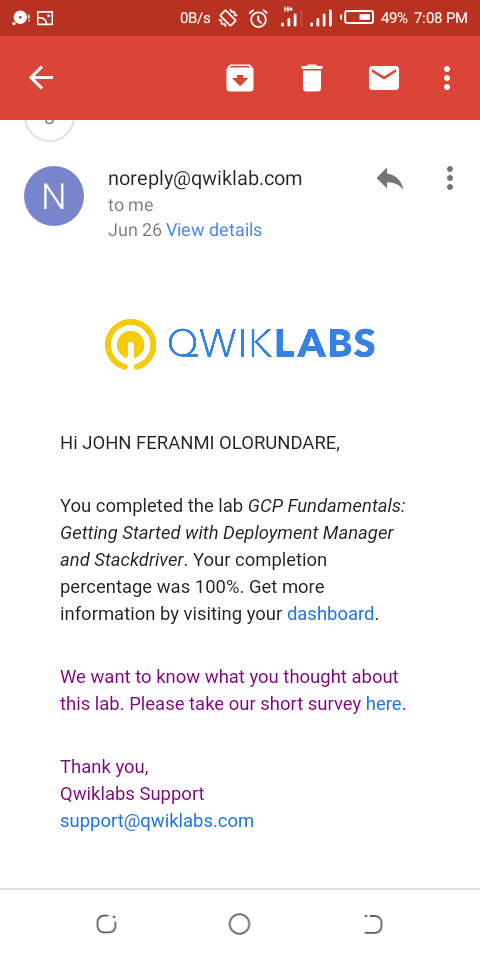 0B/s H+ 49% 7:08 PM
N
noreply@qwiklab.com
to me
Jun 26 View details
QWIKLABS
Hi JOHN FERANMI OLORUNDARE,
You completed the lab GCP Fundamentals:
Getting Started with Deployment Manager
and Stackdriver. Your completion
percentage was 100%. Get more
information by visiting your dashboard.
We want to know what you thought about
this lab. Please take our short survey here.
Thank you,
Qwiklabs Support
support@qwiklabs.com